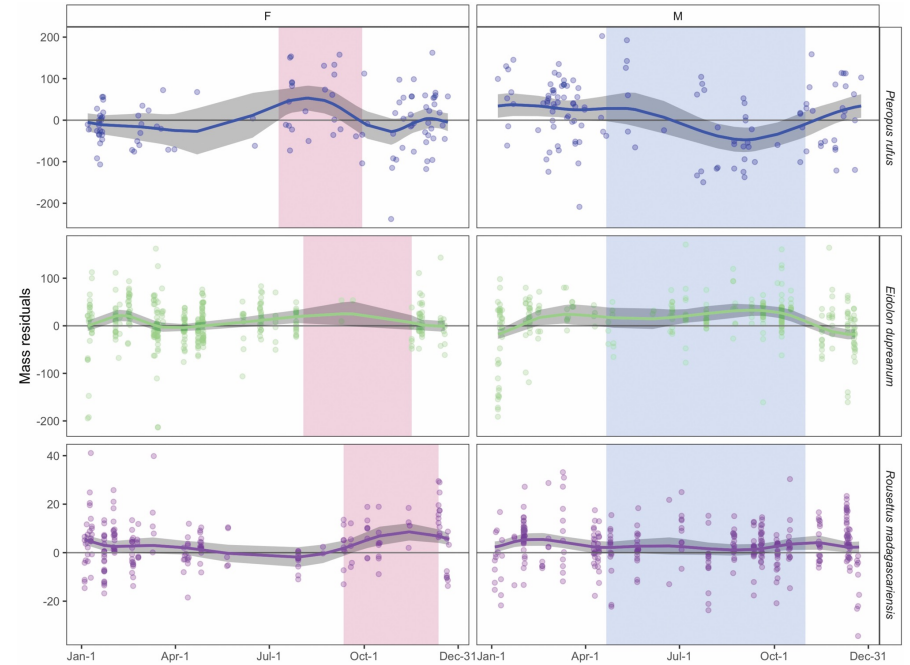 F
M
200
100
0
-100
-200
Pteropus rufus
Mass residuals
100
0
-100
-200
Eidolon dupreanum
40
20
0
-20
Rousettus madagascariensis
Jan-1 Apr-1 Jul-1 Oct-1 Dec-31 Jan-1 Apr-1 Jul-1 Oct-1 Dec-31